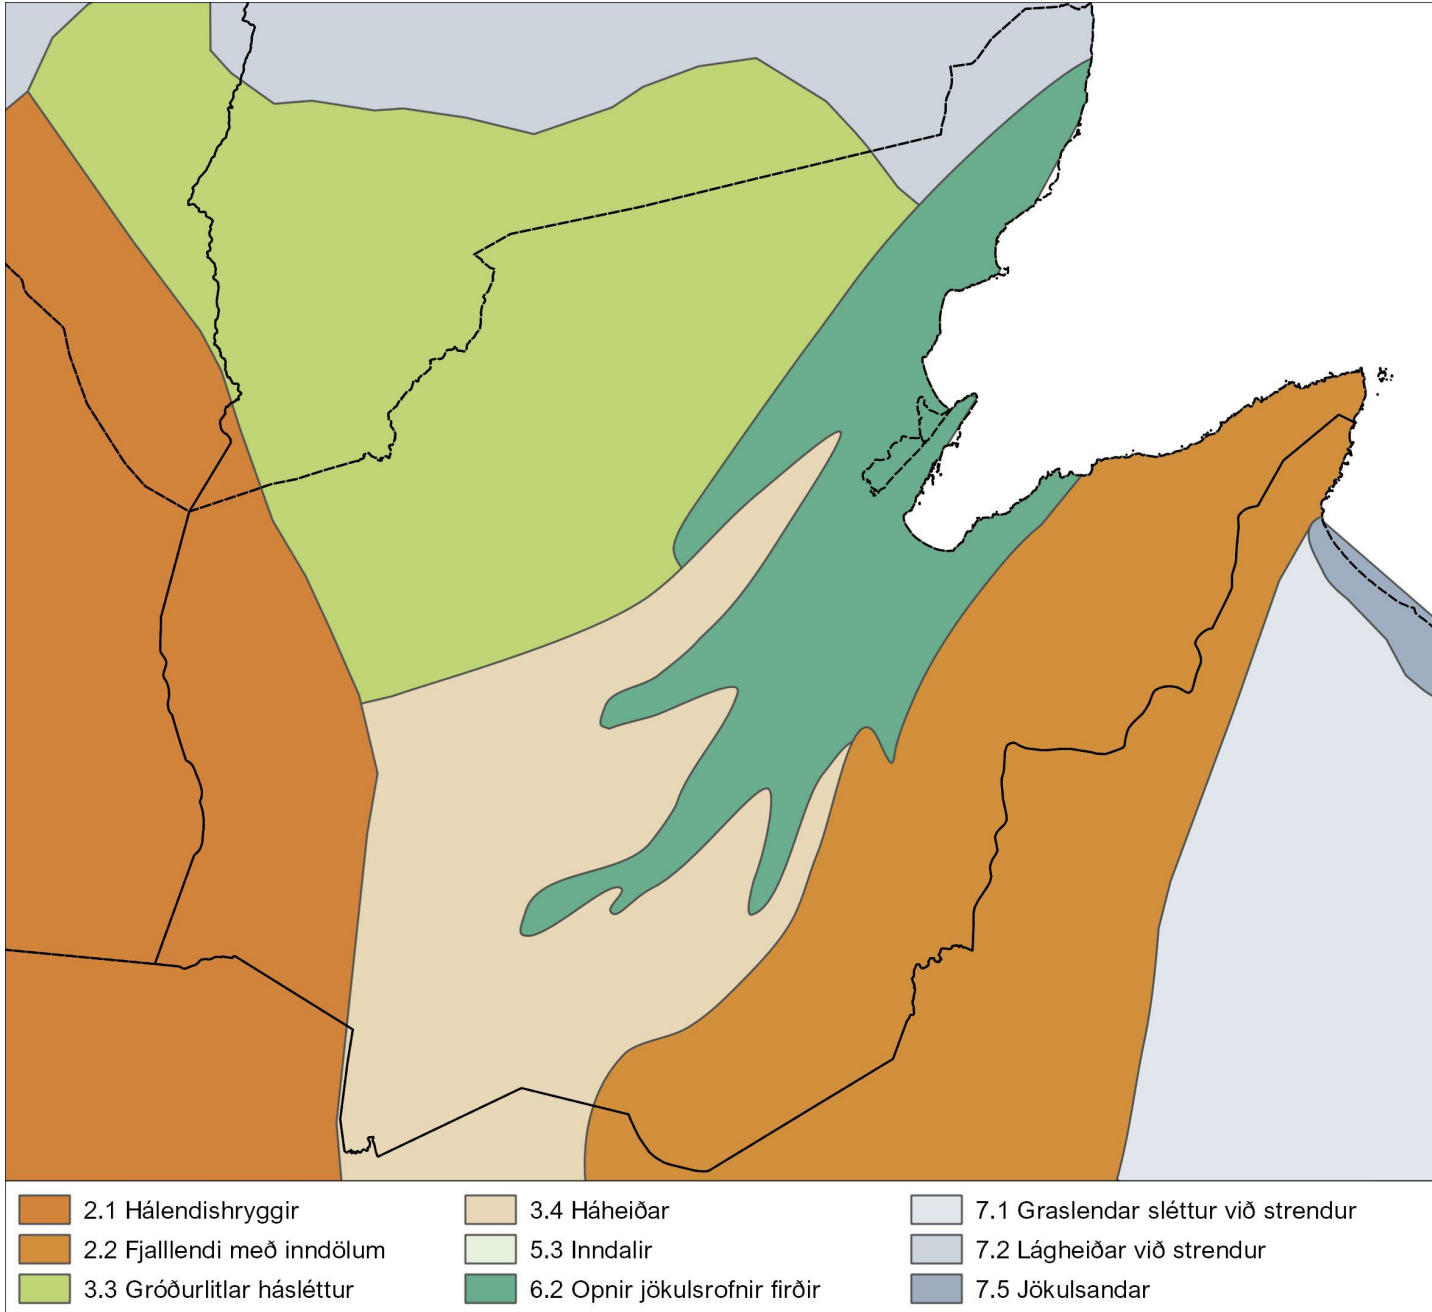 2.1 Hálendishryggir
2.2 Fjalllendi með inndölum
3.3 Gróðurlitlar hásléttur
3.4 Háheiðar
5.3 Inndalir
6.2 Opnir jökulsrofnir firðir
7.1 Graslendar sléttur við strendur
7.2 Lágheiðar við strendur
7.5 Jökulsandar